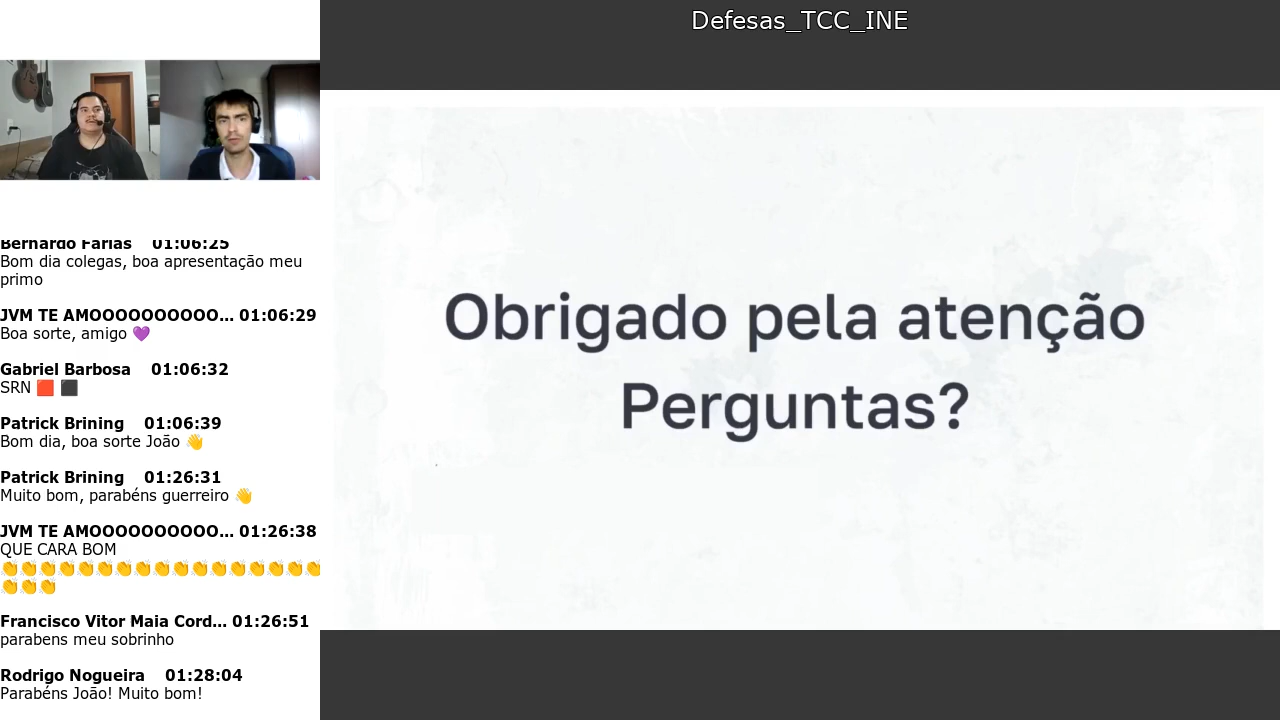 Defesas_TCC_INE
Bernardo Farias 01:06:25
Bom dia colegas, boa apresentação meu
primo
JVM TE AMOOOOOOOOOO... 01:06:29
Boa sorte, amigo 💜
Gabriel Barbosa 01:06:32
SRN 🟥 ⬛
Patrick Brining 01:06:39
Bom dia, boa sorte João 👋
Patrick Brining 01:26:31
Muito bom, parabéns guerreiro 👋
JVM TE AMOOOOOOOOOO... 01:26:38
QUE CARA BOM
👏👏👏👏👏👏👏👏👏👏👏👏👏👏👏👏👏
👏👏👏
Francisco Vitor Maia Cord... 01:26:51
parabens meu sobrinho
Rodrigo Nogueira 01:28:04
Parabéns João! Muito bom!
Obrigado pela atenção
Perguntas?